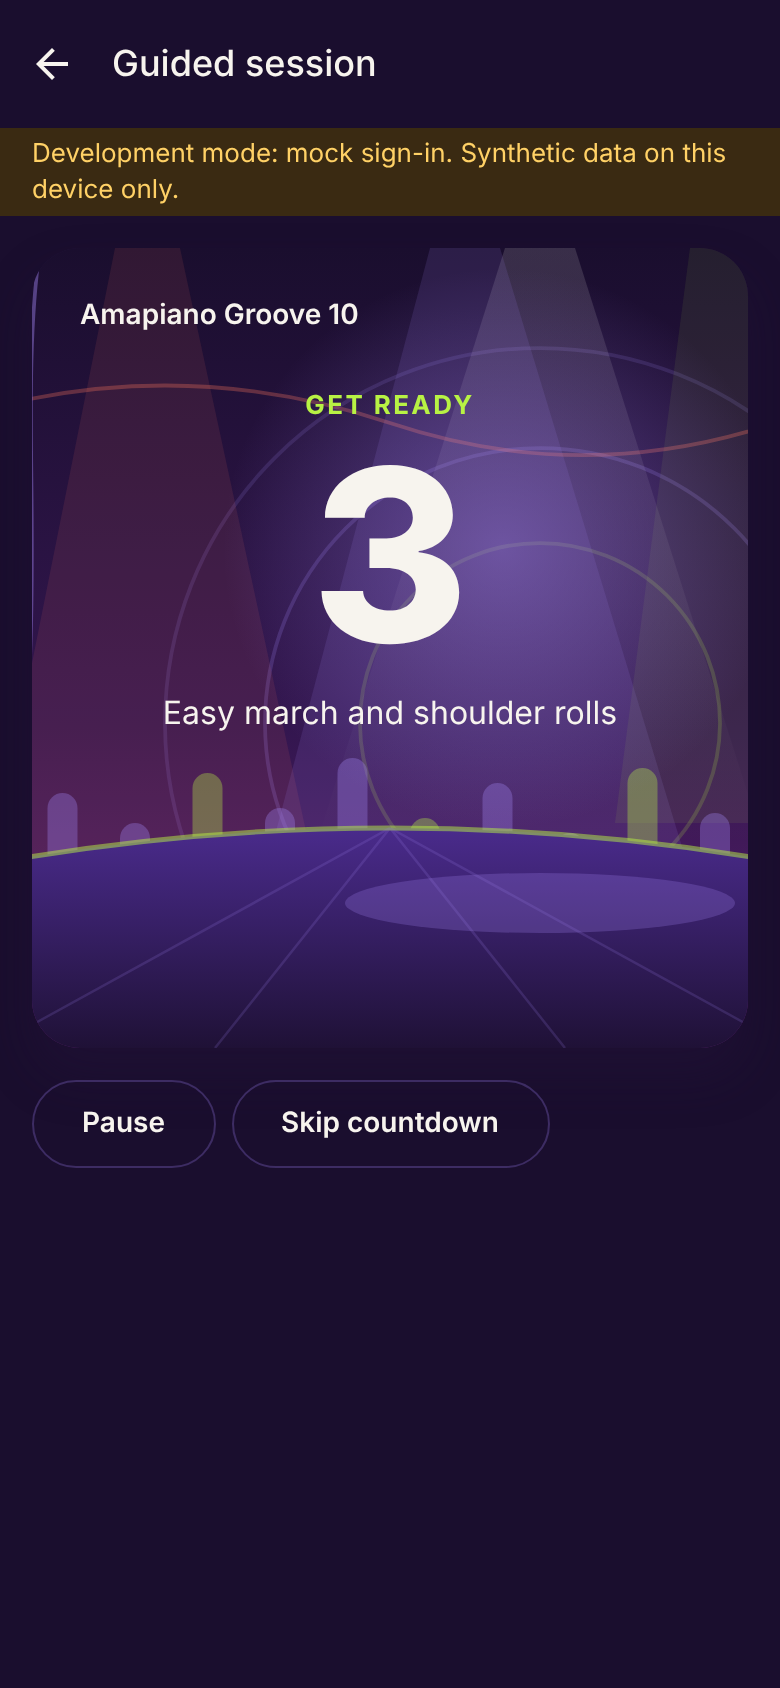 Guided session
Development mode: mock sign-in. Synthetic data on this
device only.
Amapiano Groove 10
GET READY
3
Easy march and shoulder rolls
Pause
Skip countdown